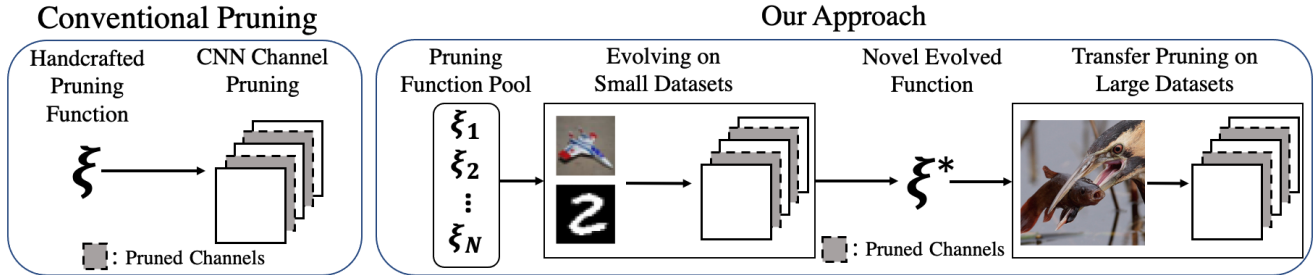 Conventional Pruning
Handcrafted
Pruning
Function
CNN Channel
Pruning
ξ
: Pruned Channels
Our Approach
Pruning
Function Pool
ξ1
ξ2
⋮
ξN
Evolving on
Small Datasets
2
Novel Evolved
Function
ξ*
: Pruned Channels
Transfer Pruning on
Large Datasets